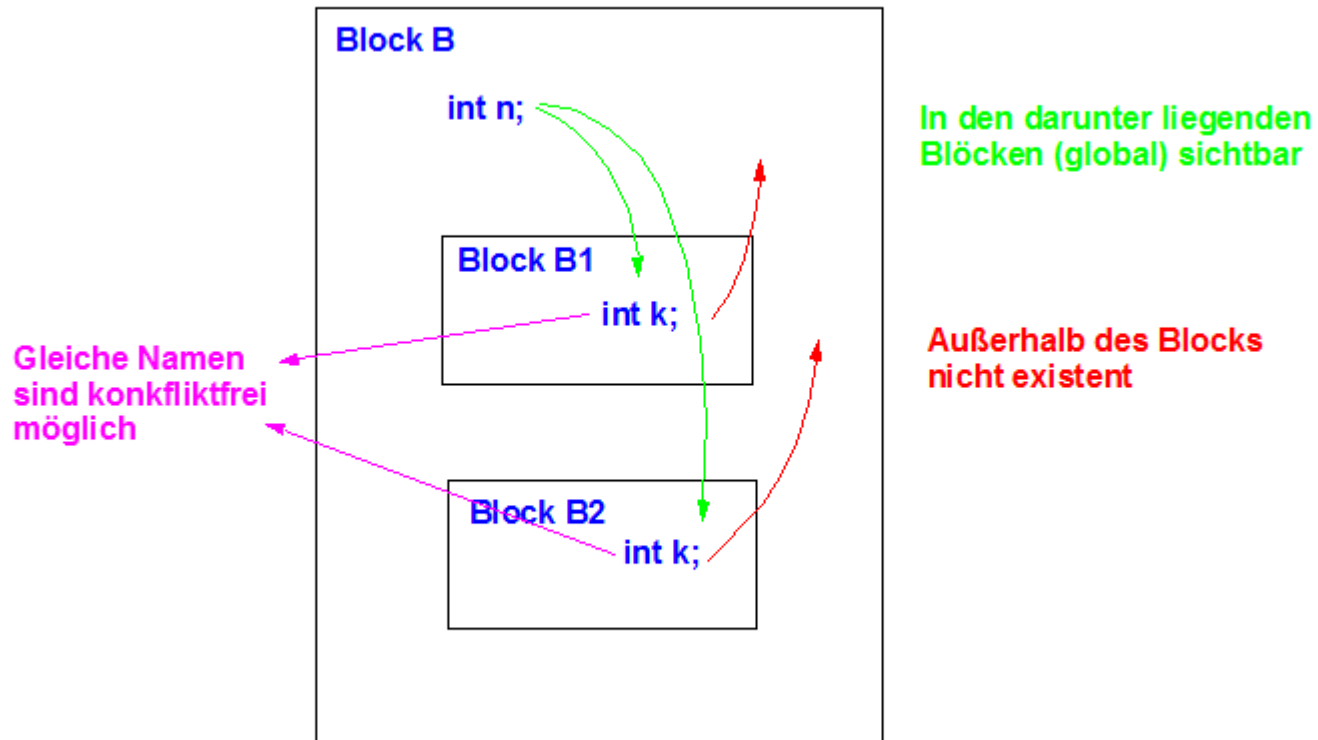 Block B
int n;
In den darunter liegenden
Blöcken (global) sichtbar
Block B1
int k;
Außerhalb des Blocks
nicht existent
Gleiche Namen
sind konkfliktfrei
möglich
Block B2
int k;